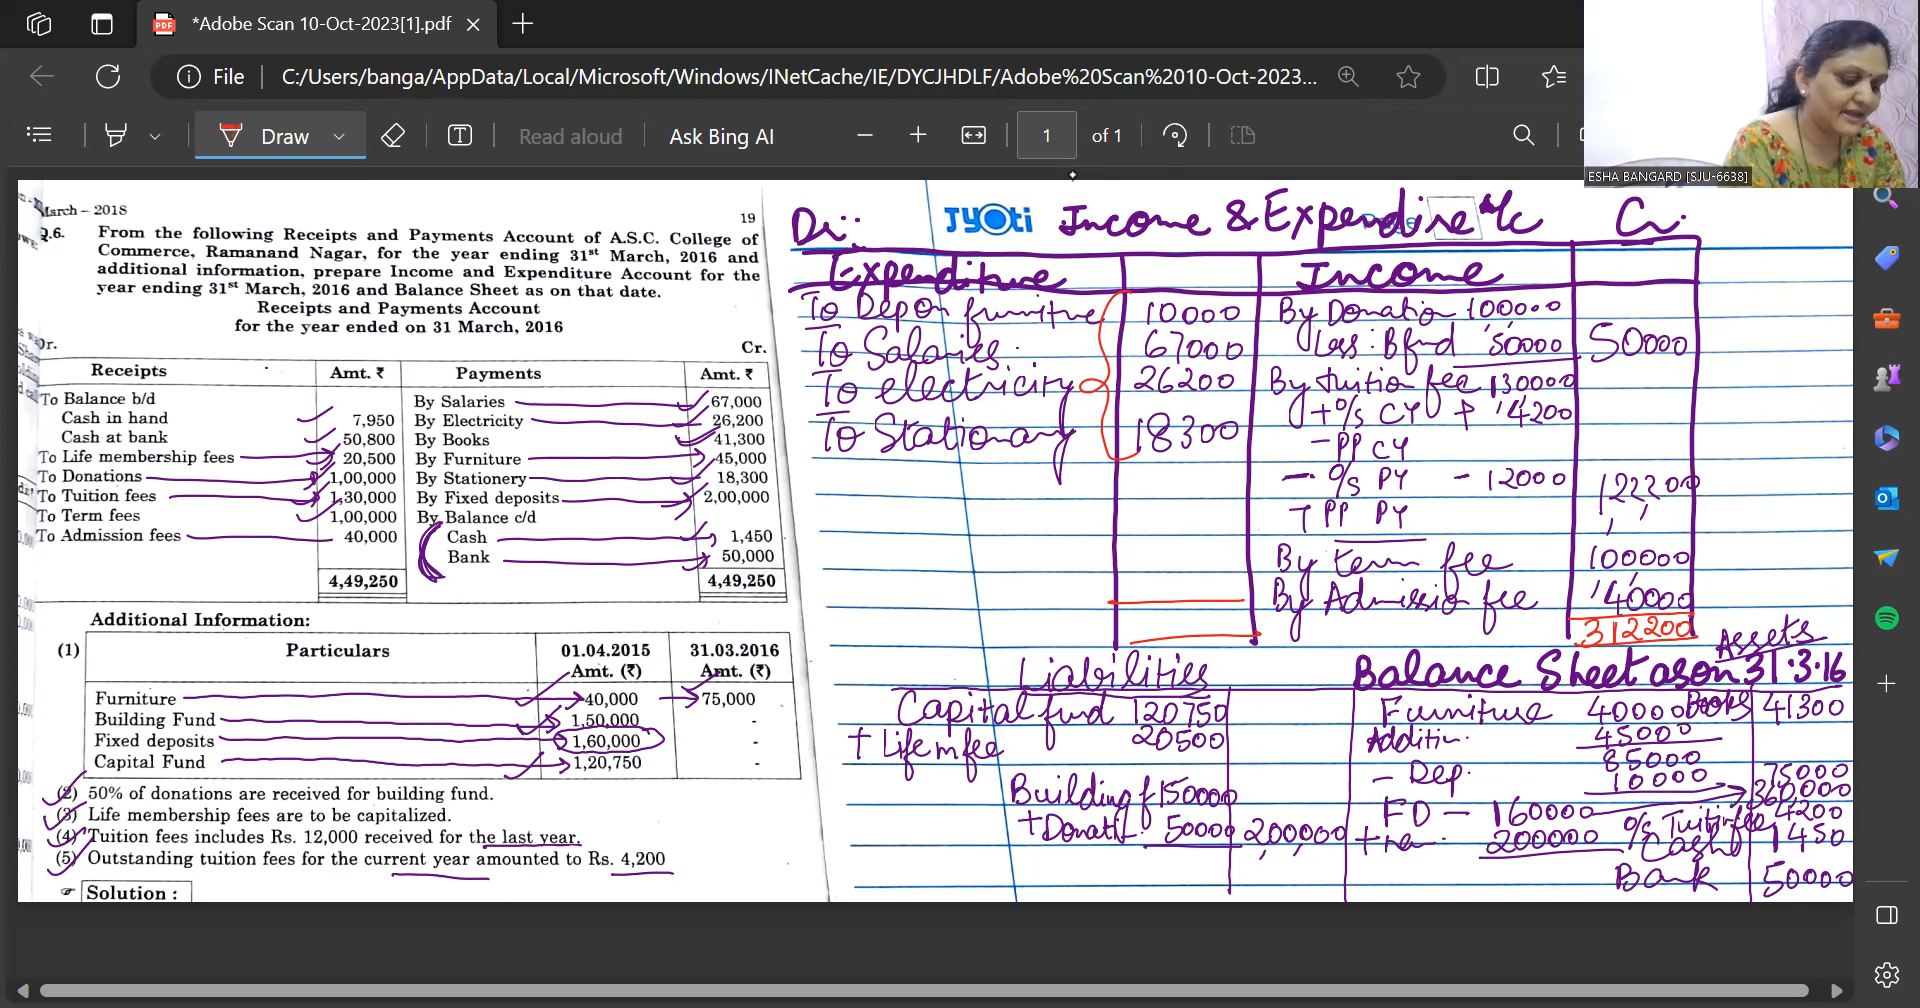 *Adobe Scan 10-Oct-2023[1].pdf
File
C:/Users/banga/AppData/Local/Microsoft/Windows/INetCache/IE/DYCJHDLF/Adobe%20Scan%2010-Oct-2023...
Draw
Read aloud
Ask Bing AI
1
of 1
ESHA BANGARD [SJU-6638]
March – 2018
19
Q.6. From the following Receipts and Payments Account of A.S.C. College of
Commerce, Ramanand Nagar, for the year ending 31st March, 2016 and
additional information, prepare Income and Expenditure Account for the
year ending 31st March, 2016 and Balance Sheet as on that date.
Receipts and Payments Account
for the year ended on 31 March, 2016
Dr. Cr.
Receipts Amt. ₹ Payments Amt. ₹
To Balance b/d By Salaries 67,000
Cash in hand 7,950 By Electricity 26,200
Cash at bank 50,800 By Books 41,300
To Life membership fees 20,500 By Furniture 45,000
To Donations 1,00,000 By Stationery 18,300
To Tuition fees 1,30,000 By Fixed deposits 2,00,000
To Term fees 1,00,000 By Balance c/d
To Admission fees 40,000 Cash 1,450
Bank 50,000
4,49,250 4,49,250
Additional Information:
(1) Particulars 01.04.2015 31.03.2016
Amt. (₹) Amt. (₹)
Furniture 40,000 75,000
Building Fund 1,50,000 -
Fixed deposits 1,60,000 -
Capital Fund 1,20,750 -
(2) 50% of donations are received for building fund.
(3) Life membership fees are to be capitalized.
(4) Tuition fees includes Rs. 12,000 received for the last year.
(5) Outstanding tuition fees for the current year amounted to Rs. 4,200
Solution :
Dr. Jyoti Income & Expendire A/c Cr.
Expenditure Income
To Dep on furniture 10000 By Donation 100000
To Salaries 67000 Less: B fund 50000 50000
To electricity 26200 By tuition fee 130000
+ O/s CY + 4200
To Stationary 18300
- PP CY
- O/s PY - 12000 122200
+ PP PY
By term fee 100000
By Admission fee 40000
312200
Assets
Liabilities Balance Sheet as on 31.3.16
Capital fund 120750 Furniture 40000 Books 41300
+ Life m fee 20500 Addition 45000
85000
- Dep. 10000 75000
Building f 150000 FD - 160000 360000
+ Donati 50000 200,000 + new 200000 O/s Tuition fee 4200
Cash 1450
Bank 50000